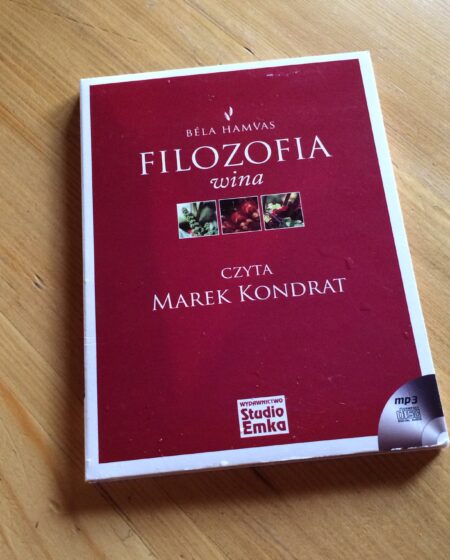 BÉLA HAMVAS
FILOZOFIA
wina
CZYTA
MAREK KONDRAT
WYDAWNICTWO
Studio
Emka
mp3